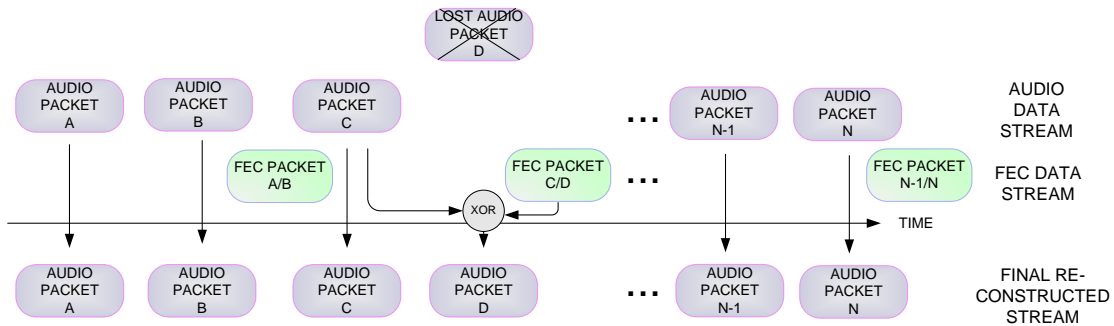 LOST AUDIO
PACKET
D
AUDIO
PACKET
A
AUDIO
PACKET
B
AUDIO
PACKET
C
...
AUDIO
PACKET
N-1
AUDIO
PACKET
N
AUDIO
DATA
STREAM
FEC PACKET
A/B
FEC PACKET
C/D
...
FEC PACKET
N-1/N
FEC DATA
STREAM
XOR
TIME
AUDIO
PACKET
A
AUDIO
PACKET
B
AUDIO
PACKET
C
AUDIO
PACKET
D
...
AUDIO
PACKET
N-1
AUDIO
PACKET
N
FINAL RE-
CONSTRUCTED
STREAM